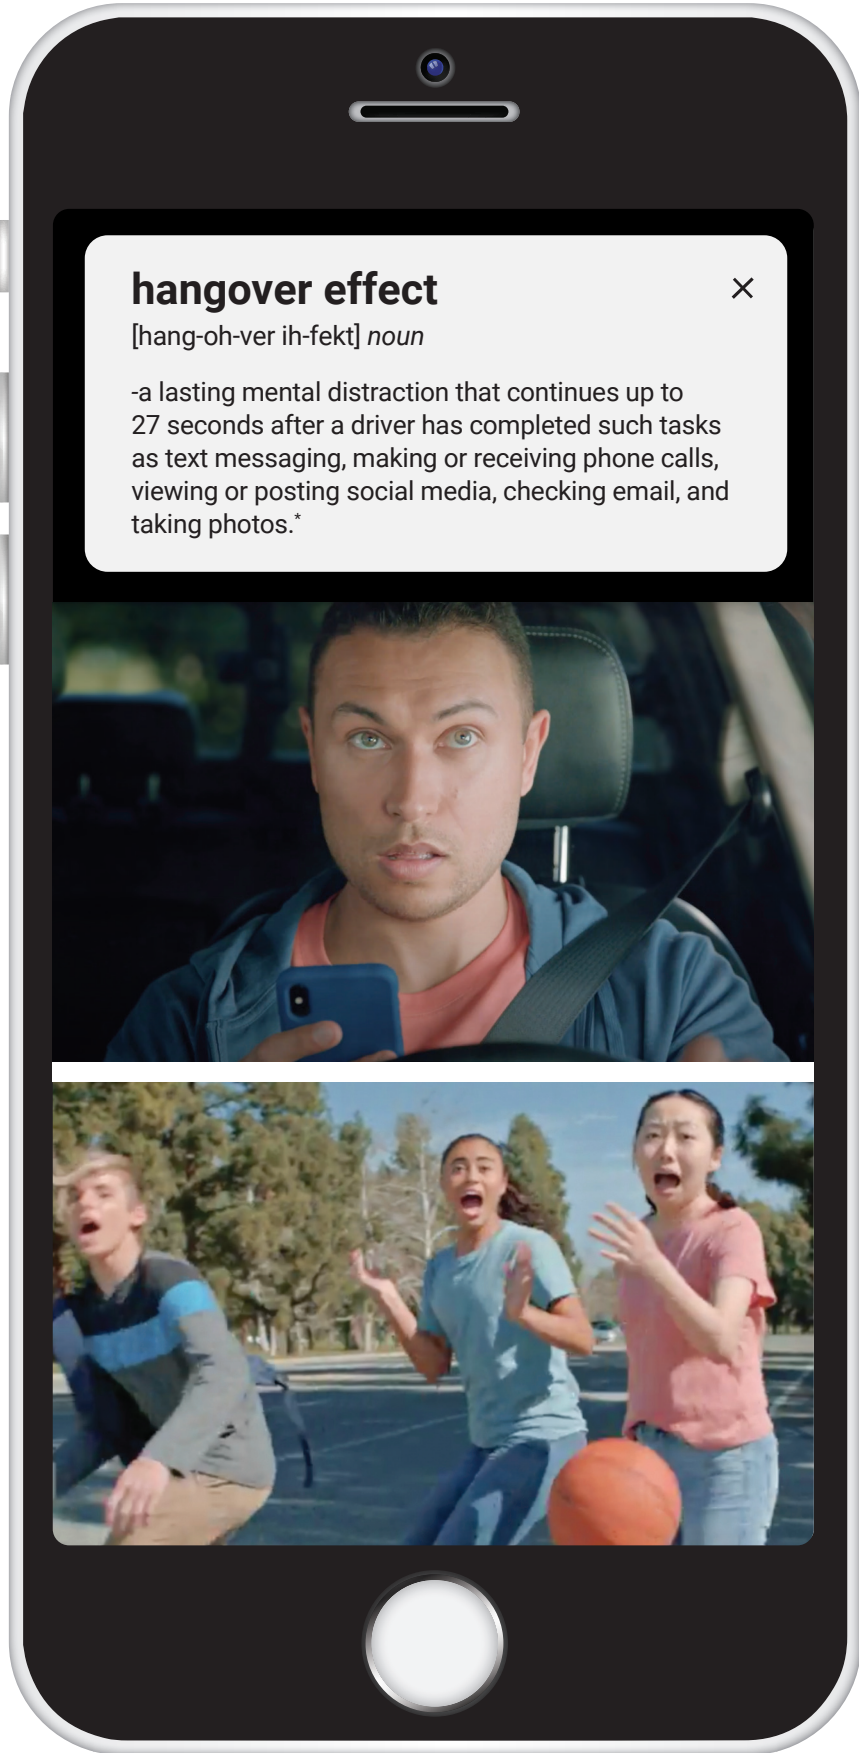 hangover effect
[hang-oh-ver ih-fekt] noun
-a lasting mental distraction that continues up to
27 seconds after a driver has completed such tasks
as text messaging, making or receiving phone calls,
viewing or posting social media, checking email, and
taking photos.*